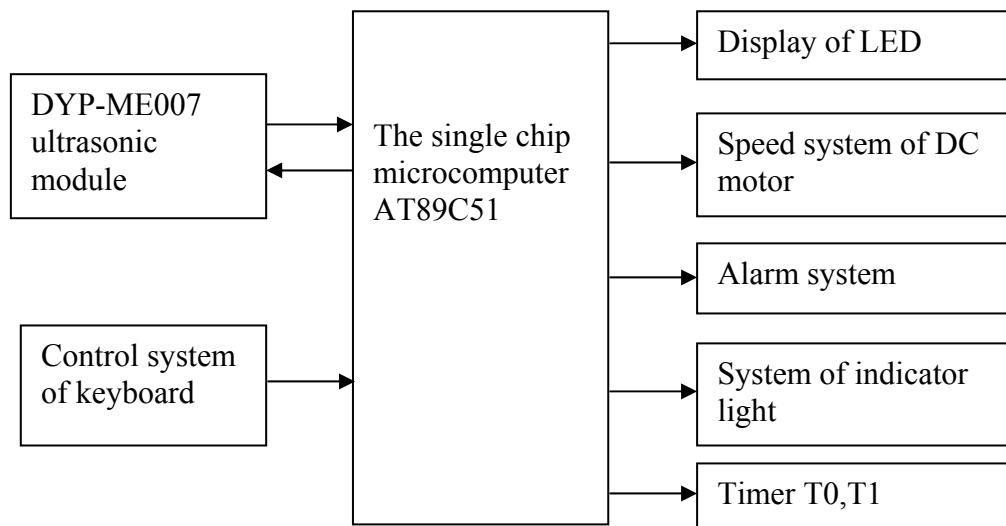 DYP-ME007
ultrasonic
module
Control system
of keyboard
The single chip
microcomputer
AT89C51
Display of LED
Speed system of DC
motor
Alarm system
System of indicator
light
Timer T0,T1